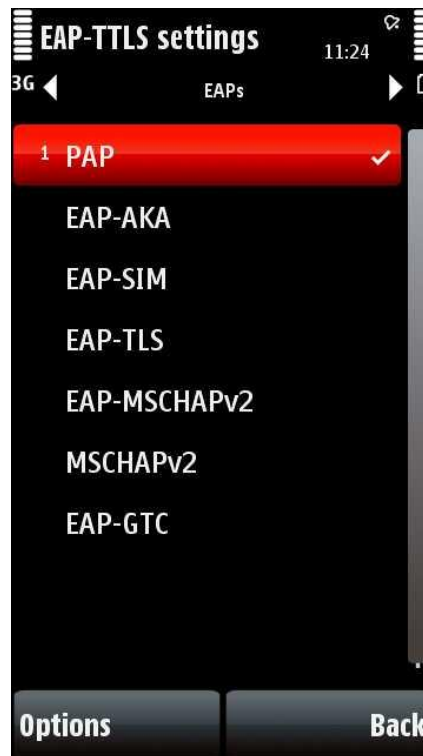 EAP-TTLS settings
11:24
3G
EAPs
1 PAP
EAP-AKA
EAP-SIM
EAP-TLS
EAP-MSCHAPv2
MSCHAPv2
EAP-GTC
Options Back